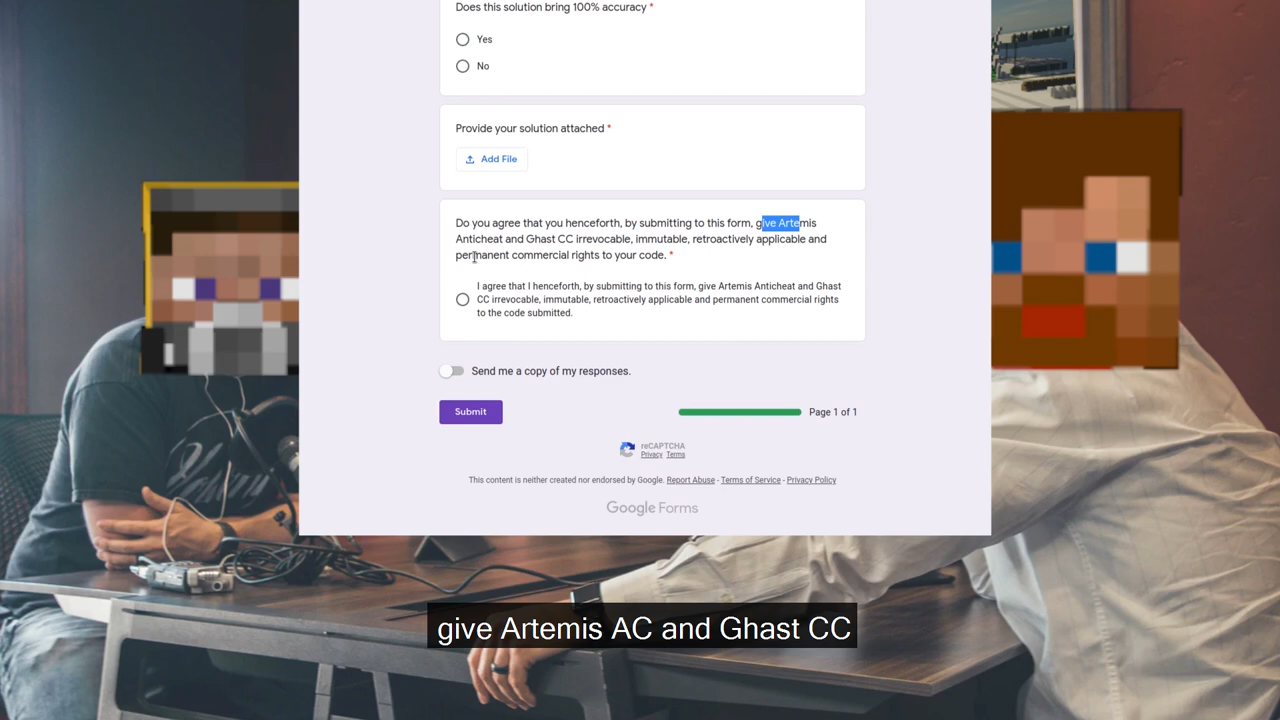 Does this solution bring 100% accuracy *
Yes
No
Provide your solution attached *
Add File
Do you agree that you henceforth, by submitting to this form, give Artemis
Anticheat and Ghast CC irrevocable, immutable, retroactively applicable and
permanent commercial rights to your code. *
I agree that I henceforth, by submitting to this form, give Artemis Anticheat and Ghast
CC irrevocable, immutable, retroactively applicable and permanent commercial rights
to the code submitted.
Send me a copy of my responses.
Submit
Page 1 of 1
reCAPTCHA
Privacy Terms
This content is neither created nor endorsed by Google. Report Abuse - Terms of Service - Privacy Policy
Google Forms
give Artemis AC and Ghast CC